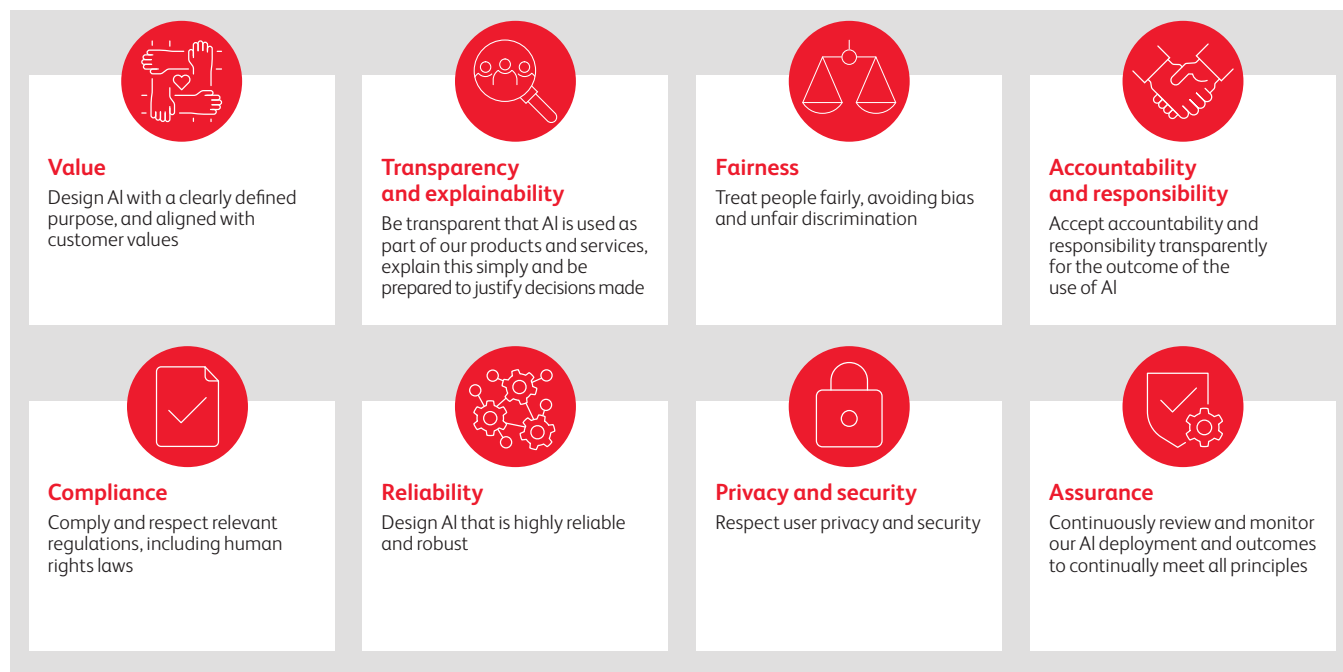 Value
Design AI with a clearly defined
purpose, and aligned with
customer values
Transparency
and explainability
Be transparent that AI is used as
part of our products and services,
explain this simply and be
prepared to justify decisions made
Fairness
Treat people fairly, avoiding bias
and unfair discrimination
Accountability
and responsibility
Accept accountability and
responsibility transparently
for the outcome of the
use of AI
Compliance
Comply and respect relevant
regulations, including human
rights laws
Reliability
Design AI that is highly reliable
and robust
Privacy and security
Respect user privacy and security
Assurance
Continuously review and monitor
our AI deployment and outcomes
to continually meet all principles